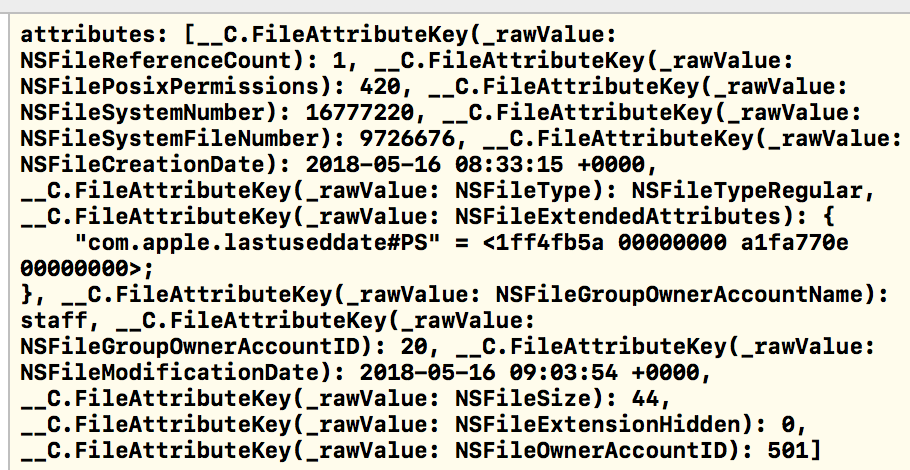 attributes: [__C.FileAttributeKey(_rawValue:
NSFileReferenceCount): 1, __C.FileAttributeKey(_rawValue:
NSFilePosixPermissions): 420, __C.FileAttributeKey(_rawValue:
NSFileSystemNumber): 16777220, __C.FileAttributeKey(_rawValue:
NSFileSystemFileNumber): 9726676, __C.FileAttributeKey(_rawValue:
NSFileCreationDate): 2018-05-16 08:33:15 +0000,
__C.FileAttributeKey(_rawValue: NSFileType): NSFileTypeRegular,
__C.FileAttributeKey(_rawValue: NSFileExtendedAttributes): {
    "com.apple.lastuseddate#PS" = <1ff4fb5a 00000000 a1fa770e
00000000>;
}, __C.FileAttributeKey(_rawValue: NSFileGroupOwnerAccountName):
staff, __C.FileAttributeKey(_rawValue:
NSFileGroupOwnerAccountID): 20, __C.FileAttributeKey(_rawValue:
NSFileModificationDate): 2018-05-16 09:03:54 +0000,
__C.FileAttributeKey(_rawValue: NSFileSize): 44,
__C.FileAttributeKey(_rawValue: NSFileExtensionHidden): 0,
__C.FileAttributeKey(_rawValue: NSFileOwnerAccountID): 501]